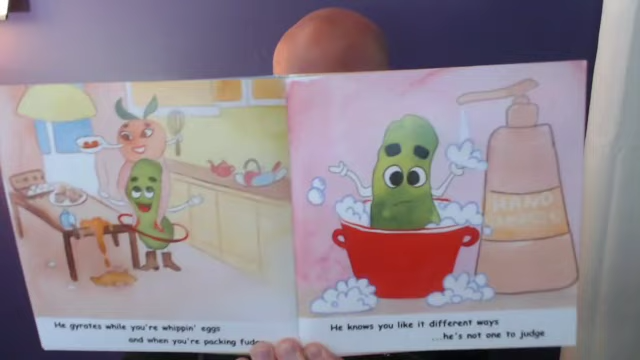 He gyrates while you're whippin' eggs
and when you're packing fudge
He knows you like it different ways
...he's not one to judge
HAND